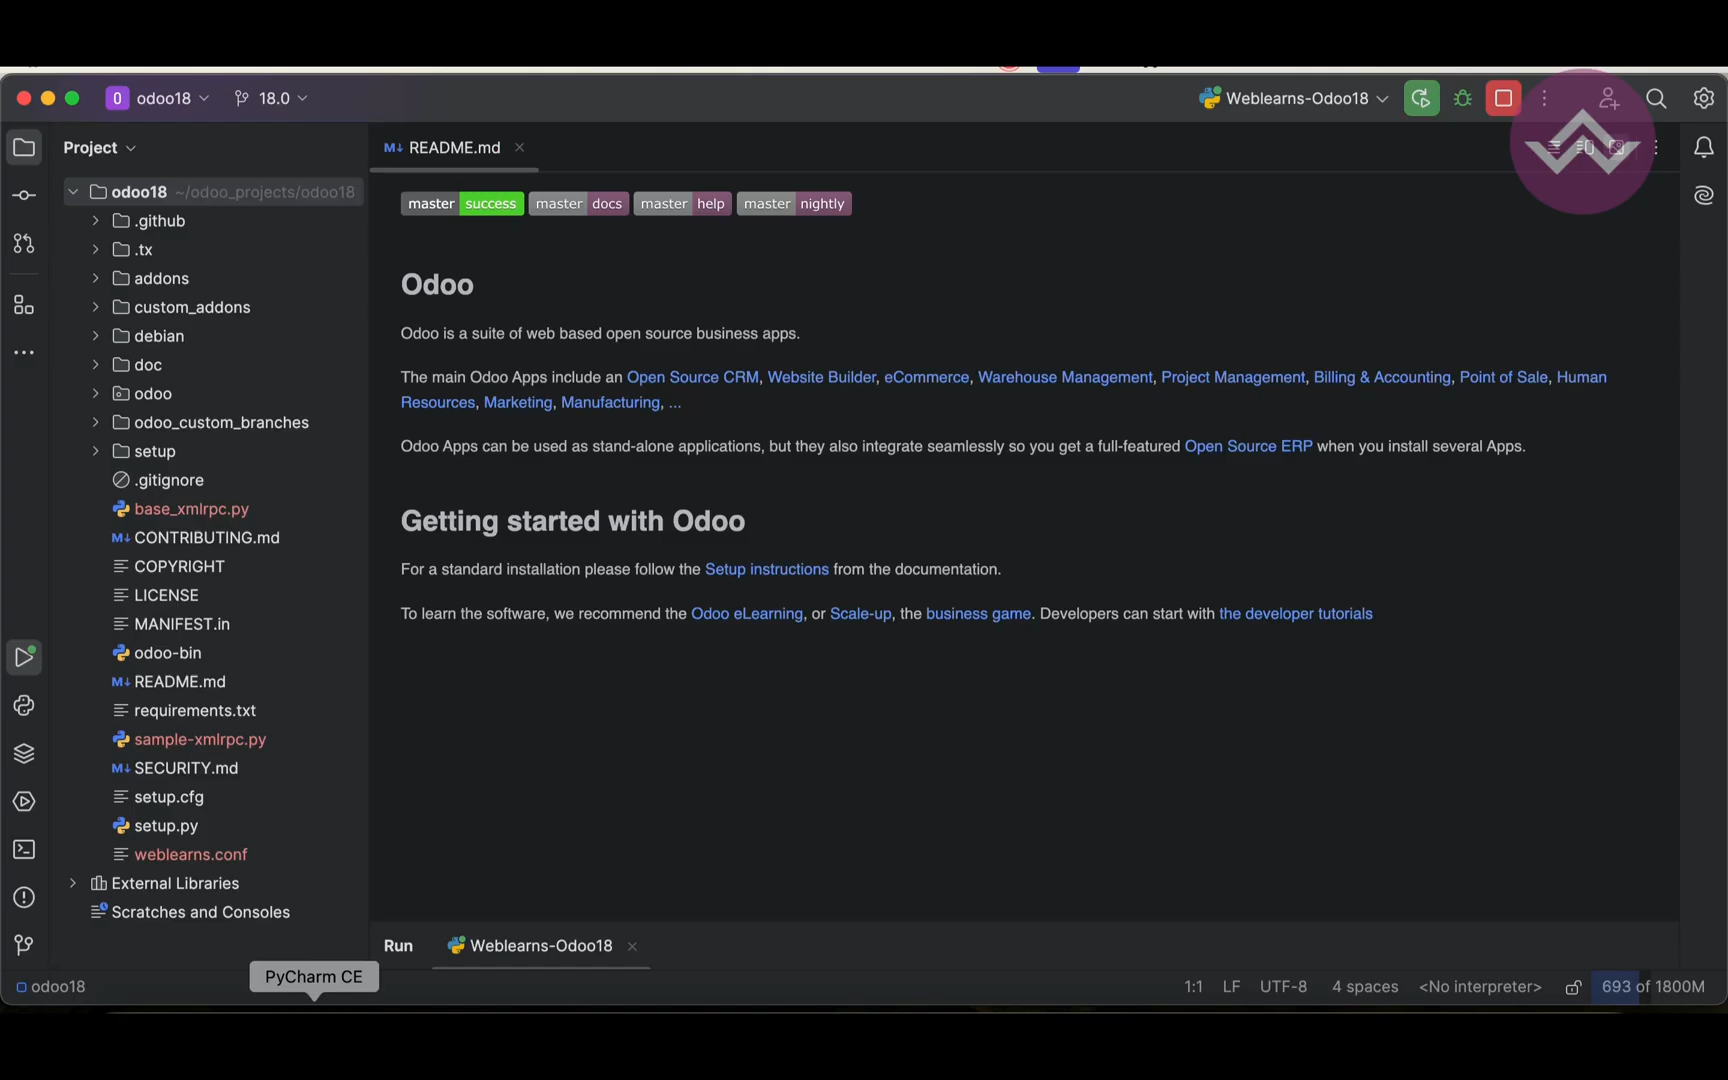 odoo18
18.0
Weblearns-Odoo18
Project
README.md
odoo18 ~/odoo_projects/odoo18
.github
.tx
addons
custom_addons
debian
doc
odoo
odoo_custom_branches
setup
.gitignore
base_xmlrpc.py
CONTRIBUTING.md
COPYRIGHT
LICENSE
MANIFEST.in
odoo-bin
README.md
requirements.txt
sample-xmlrpc.py
SECURITY.md
setup.cfg
setup.py
weblearns.conf
External Libraries
Scratches and Consoles
master success master docs master help master nightly
Odoo
Odoo is a suite of web based open source business apps.
The main Odoo Apps include an Open Source CRM, Website Builder, eCommerce, Warehouse Management, Project Management, Billing & Accounting, Point of Sale, Human
Resources, Marketing, Manufacturing, ...
Odoo Apps can be used as stand-alone applications, but they also integrate seamlessly so you get a full-featured Open Source ERP when you install several Apps.
Getting started with Odoo
For a standard installation please follow the Setup instructions from the documentation.
To learn the software, we recommend the Odoo eLearning, or Scale-up, the business game. Developers can start with the developer tutorials
Run Weblearns-Odoo18
PyCharm CE
odoo18
1:1 LF UTF-8 4 spaces <No interpreter> 693 of 1800M